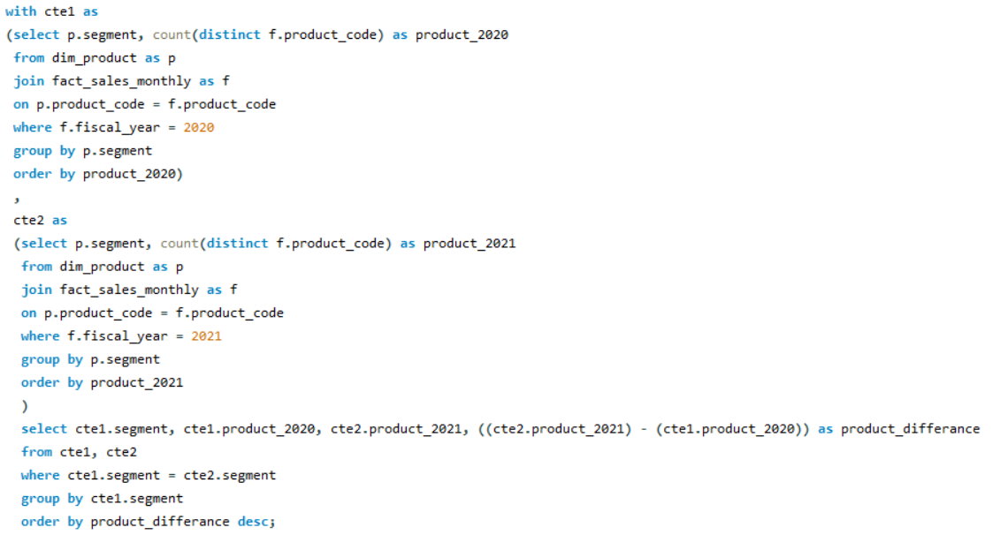 with cte1 as
(select p.segment, count(distinct f.product_code) as product_2020
from dim_product as p
join fact_sales_monthly as f
on p.product_code = f.product_code
where f.fiscal_year = 2020
group by p.segment
order by product_2020)
,
cte2 as
(select p.segment, count(distinct f.product_code) as product_2021
from dim_product as p
join fact_sales_monthly as f
on p.product_code = f.product_code
where f.fiscal_year = 2021
group by p.segment
order by product_2021
)
select cte1.segment, cte1.product_2020, cte2.product_2021, ((cte2.product_2021) - (cte1.product_2020)) as product_differance
from cte1, cte2
where cte1.segment = cte2.segment
group by cte1.segment
order by product_differance desc;